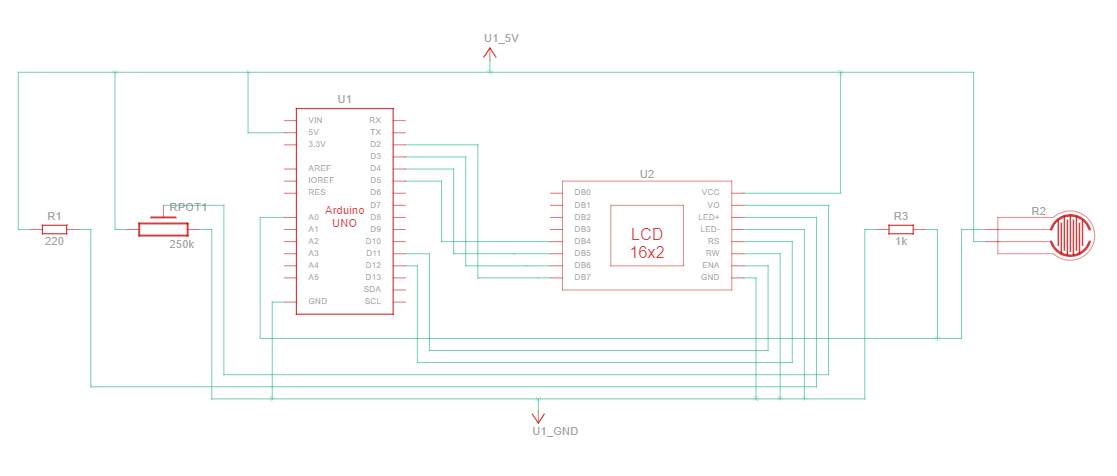 U1_5V
U1
VIN
5V
3.3V
AREF
IOREF
RES
A0
A1
A2
A3
A4
A5
GND
Arduino
UNO
RX
TX
D2
D3
D4
D5
D6
D7
D8
D9
D10
D11
D12
D13
SDA
SCL
R1
220
RPOT1
250k
U2
DB0
DB1
DB2
DB3
DB4
DB5
DB6
DB7
LCD
16x2
VCC
VO
LED+
LED-
RS
RW
ENA
GND
R3
1k
R2
U1_GND